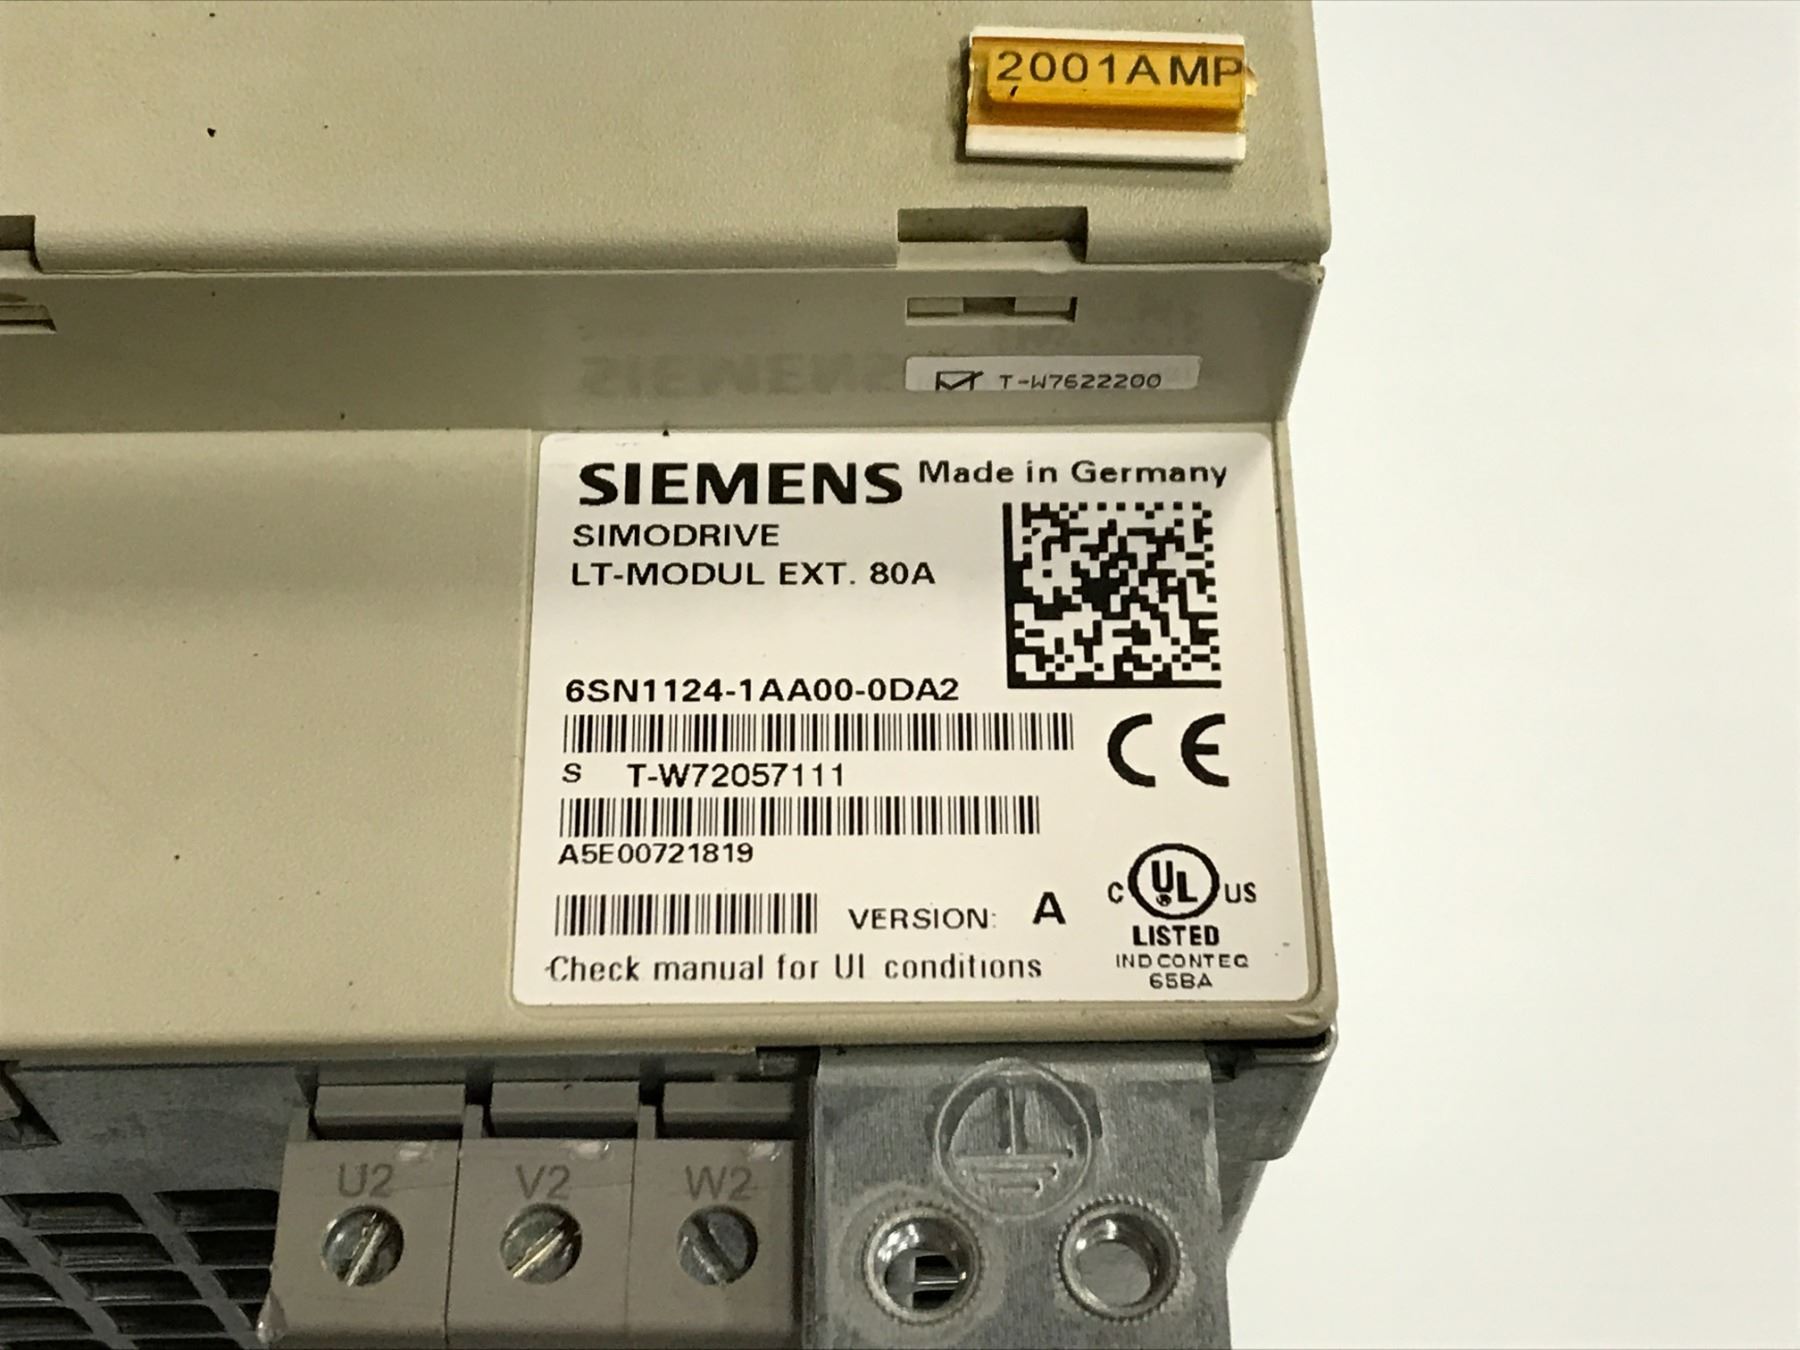 2001AMP
T-W7622200
SIEMENS Made in Germany
SIMODRIVE
LT-MODUL EXT. 80A
6SN1124-1AA00-0DA2
S T-W72057111
A5E00721819
VERSION: A
Check manual for UL conditions
C UL US
LISTED
IND CONT EQ
65BA
U2 V2 W2